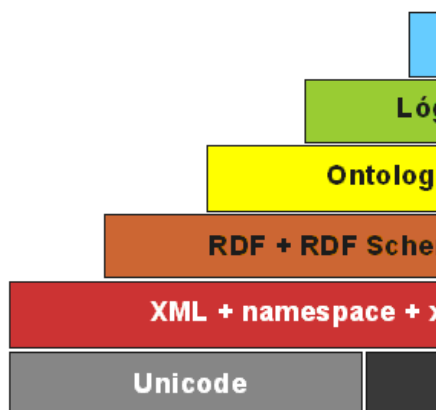 Lóg
Ontolog
RDF + RDF Sche
XML + namespace + x
Unicode